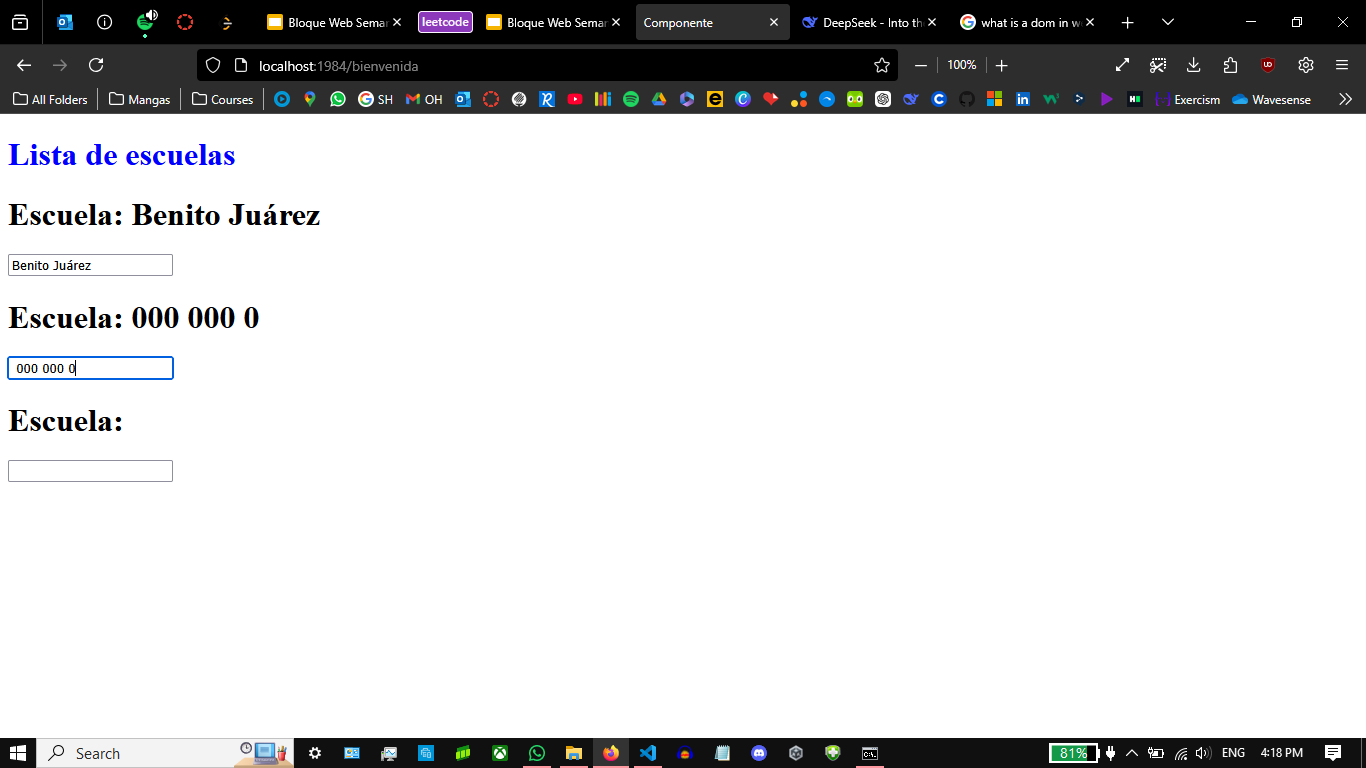 Bloque Web Semar
leetcode
Bloque Web Semar
Componente
DeepSeek - Into th
what is a dom in w
localhost:1984/bienvenida
100%
All Folders
Mangas
Courses
SH
OH
Exercism
Wavesense
Lista de escuelas
Escuela: Benito Juárez
Benito Juárez
Escuela: 000 000 0
000 000 0
Escuela:
Search
81%
ENG
4:18 PM